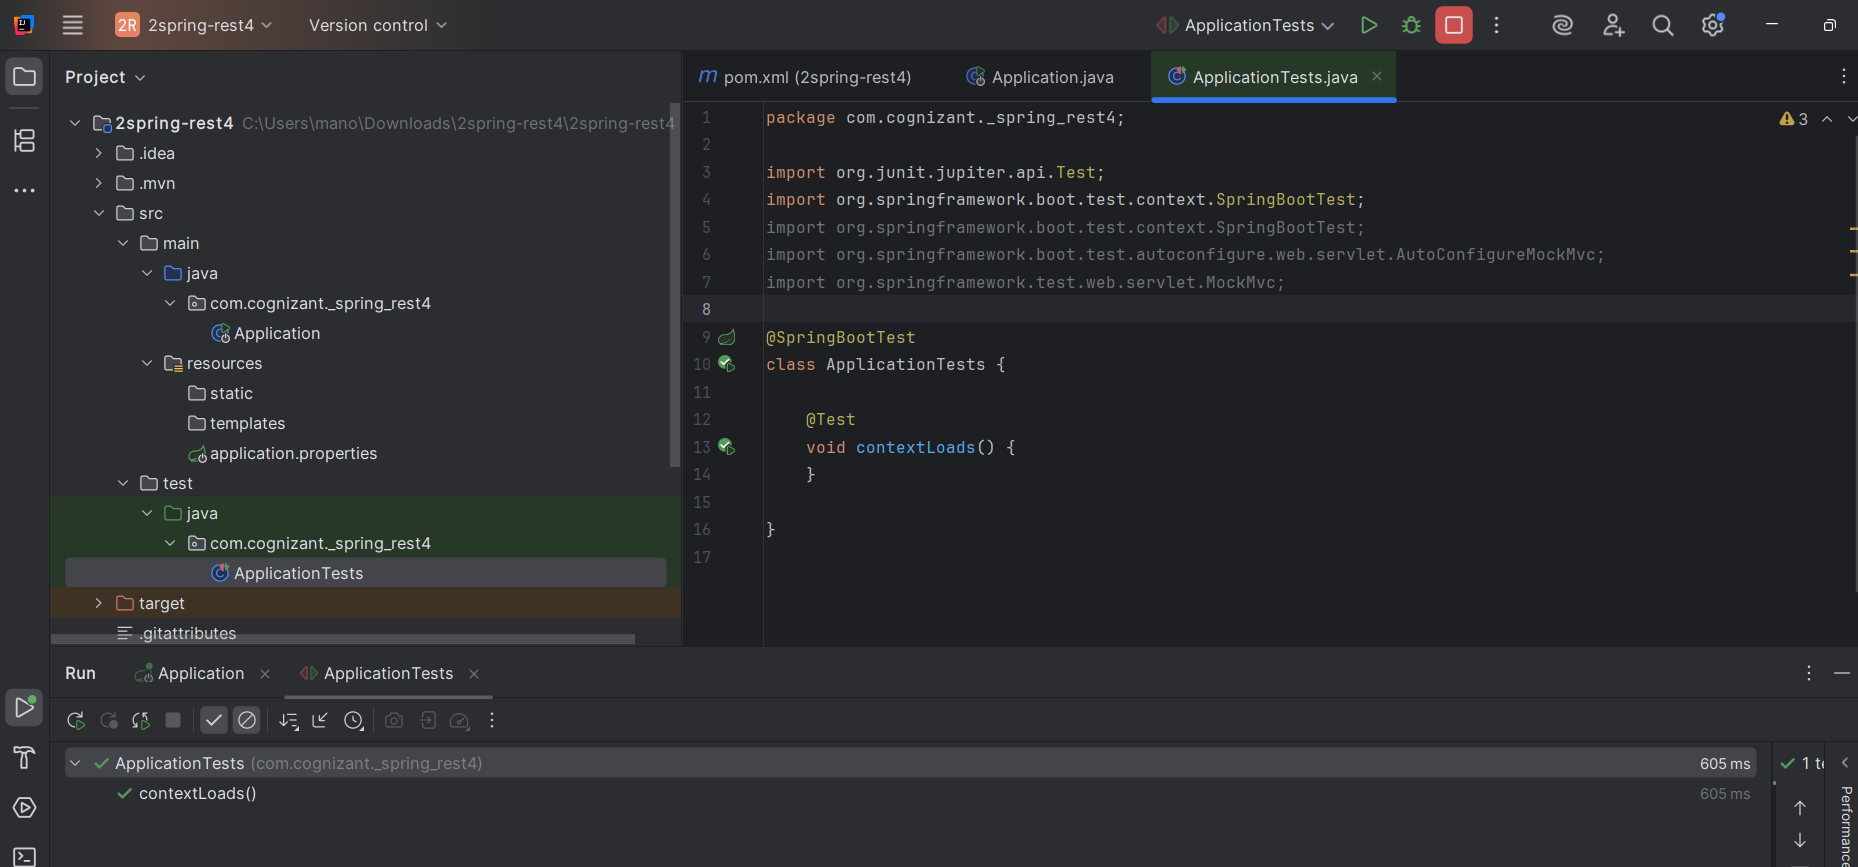 2R 2spring-rest4 Version control ApplicationTests
Project
pom.xml (2spring-rest4) Application.java ApplicationTests.java
2spring-rest4 C:\Users\mano\Downloads\2spring-rest4\2spring-rest4
.idea
.mvn
src
main
java
com.cognizant._spring_rest4
Application
resources
static
templates
application.properties
test
java
com.cognizant._spring_rest4
ApplicationTests
target
.gitattributes
3
1 package com.cognizant._spring_rest4;
2
3 import org.junit.jupiter.api.Test;
4 import org.springframework.boot.test.context.SpringBootTest;
5 import org.springframework.boot.test.context.SpringBootTest;
6 import org.springframework.boot.test.autoconfigure.web.servlet.AutoConfigureMockMvc;
7 import org.springframework.test.web.servlet.MockMvc;
8
9 @SpringBootTest
10 class ApplicationTests {
11
12 @Test
13 void contextLoads() {
14 }
15
16 }
17
Run Application ApplicationTests
ApplicationTests (com.cognizant._spring_rest4) 605 ms
contextLoads() 605 ms
1 te
Performance